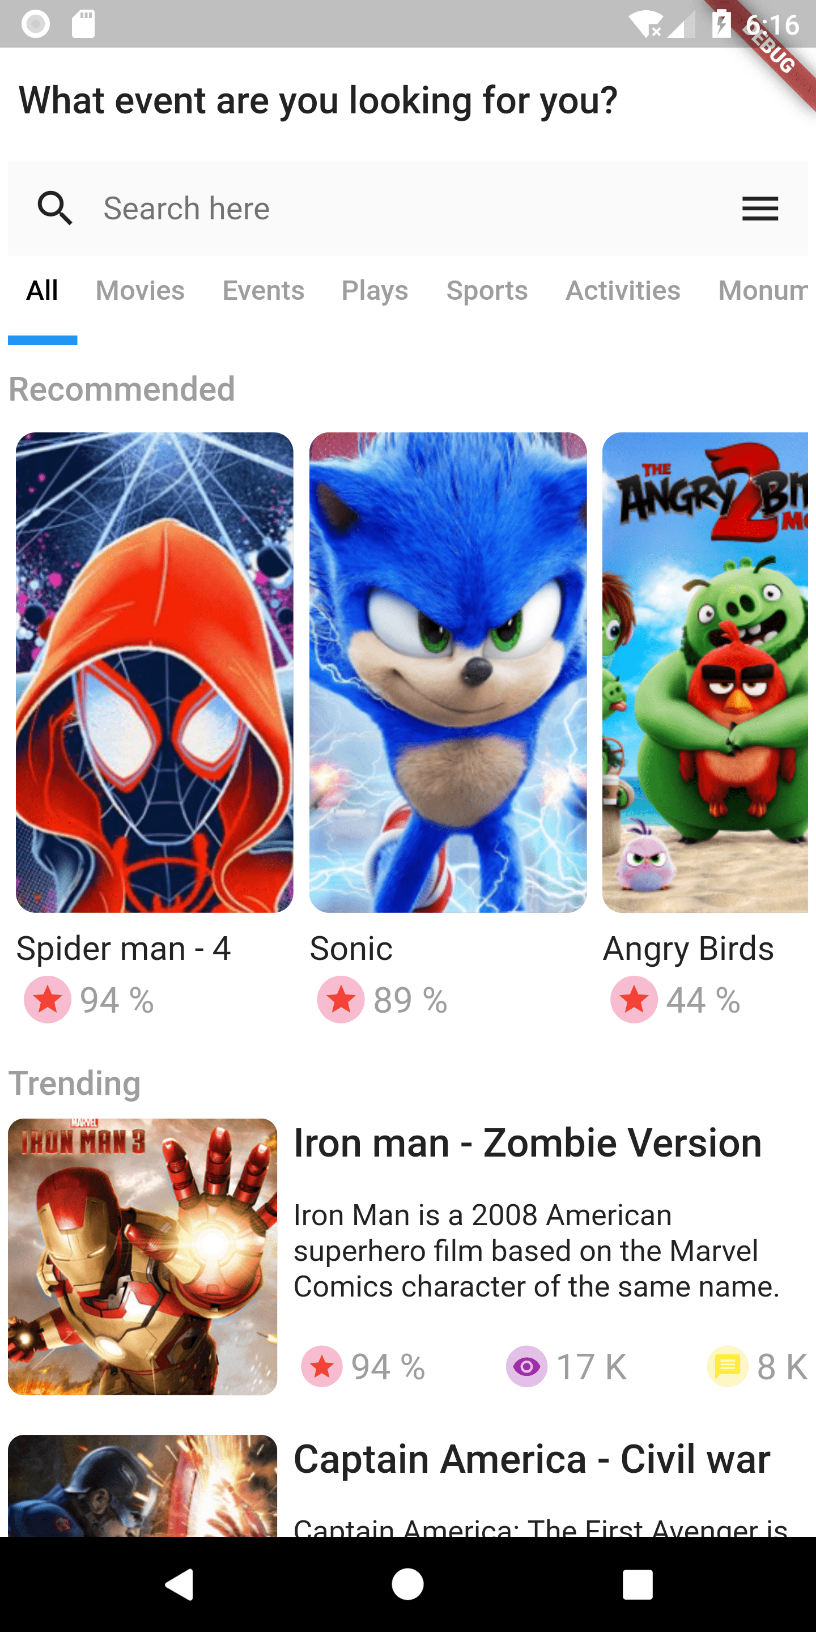 6:16
DEBUG
What event are you looking for you?
Search here
All Movies Events Plays Sports Activities Monum
Recommended
THE
ANGRY 2 BI
MO
Spider man - 4 Sonic Angry Birds
94 % 89 % 44 %
Trending
MARVEL
IRON MAN 3
Iron man - Zombie Version
Iron Man is a 2008 American
superhero film based on the Marvel
Comics character of the same name.
94 % 17 K 8 K
Captain America - Civil war
Captain America: The First Avenger is